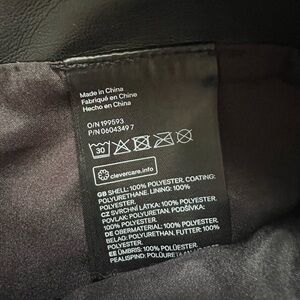 Made in China
Fabriqué en Chine
Hecho en China
O/N 199593
P/N 0604349 7
30
clevercare.info
GB SHELL: 100% POLYESTER, COATING:
POLYURETHANE. LINING: 100%
POLYESTER.
CZ SVRCHNÍ LÁTKA: 100% POLYESTER,
POVLAK: POLYURETAN. PODŠÍVKA:
100% POLYESTER.
DE OBERMATERIAL: 100% POLYESTER,
BELAG: POLYURETHAN, FUTTER: 100%
POLYESTER.
EE ÜMBRIS: 100% POLÜESTER,
PEALISPIND: